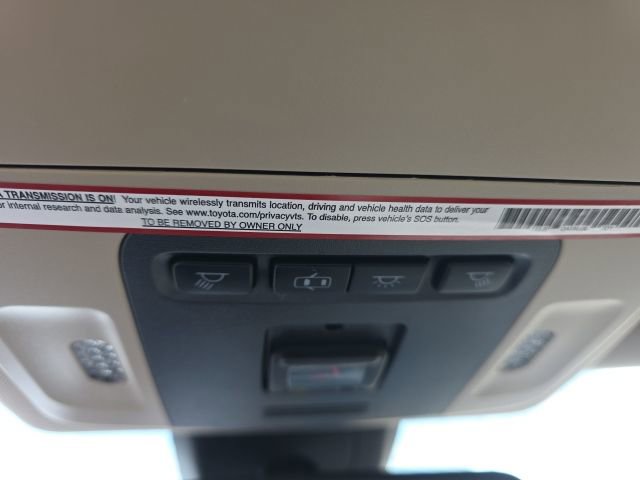 TRANSMISSION IS ON! Your vehicle wirelessly transmits location, driving and vehicle health data to deliver your
internal research and data analysis. See www.toyota.com/privacyvts. To disable, press vehicle's SOS button.
TO BE REMOVED BY OWNER ONLY